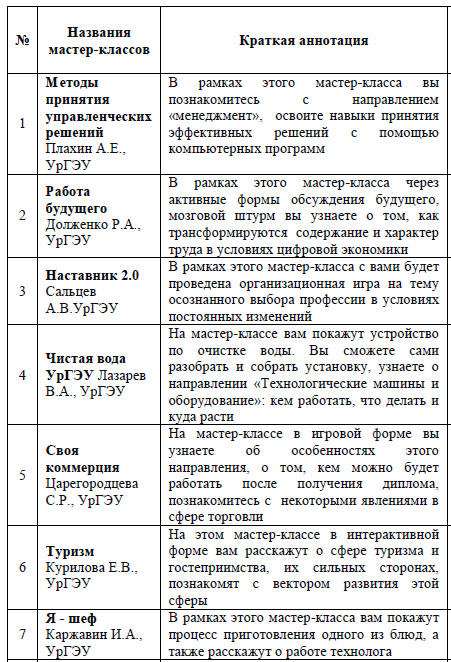 №
Названия
мастер-классов
Краткая аннотация
1
Методы
принятия
управленческих
решений
Плахин А.Е.,
УрГЭУ
В рамках этого мастер-класса вы
познакомитесь с направлением
«менеджмент», освоите навыки принятия
эффективных решений с помощью
компьютерных программ
2
Работа
будущего
Долженко Р.А.,
УрГЭУ
В рамках этого мастер-класса через
активные формы обсуждения будущего,
мозговой штурм вы узнаете о том, как
трансформируются содержание и характер
труда в условиях цифровой экономики
3
Наставник 2.0
Сальцев
А.В.УрГЭУ
В рамках этого мастер-класса с вами будет
проведена организационная игра на тему
осознанного выбора профессии в условиях
постоянных изменений
4
Чистая вода
УрГЭУ Лазарев
В.А., УрГЭУ
На мастер-классе вам покажут устройство
по очистке воды. Вы сможете сами
разобрать и собрать установку, узнаете о
направлении «Технологические машины и
оборудование»: кем работать, что делать и
куда расти
5
Своя
коммерция
Царегородцева
С.Р., УрГЭУ
На мастер-классе в игровой форме вы
узнаете об особенностях этого
направления, о том, кем можно будет
работать после получения диплома,
познакомитесь с некоторыми явлениями в
сфере торговли
6
Туризм
Курилова Е.В.,
УрГЭУ
На этом мастер-классе в интерактивной
форме вам расскажут о сфере туризма и
гостеприимства, их сильных сторонах,
познакомят с вектором развития этой
сферы
7
Я - шеф
Каржавин И.А.,
УрГЭУ
В рамках этого мастер-класса вам покажут
процесс приготовления одного из блюд, а
также расскажут о работе технолога